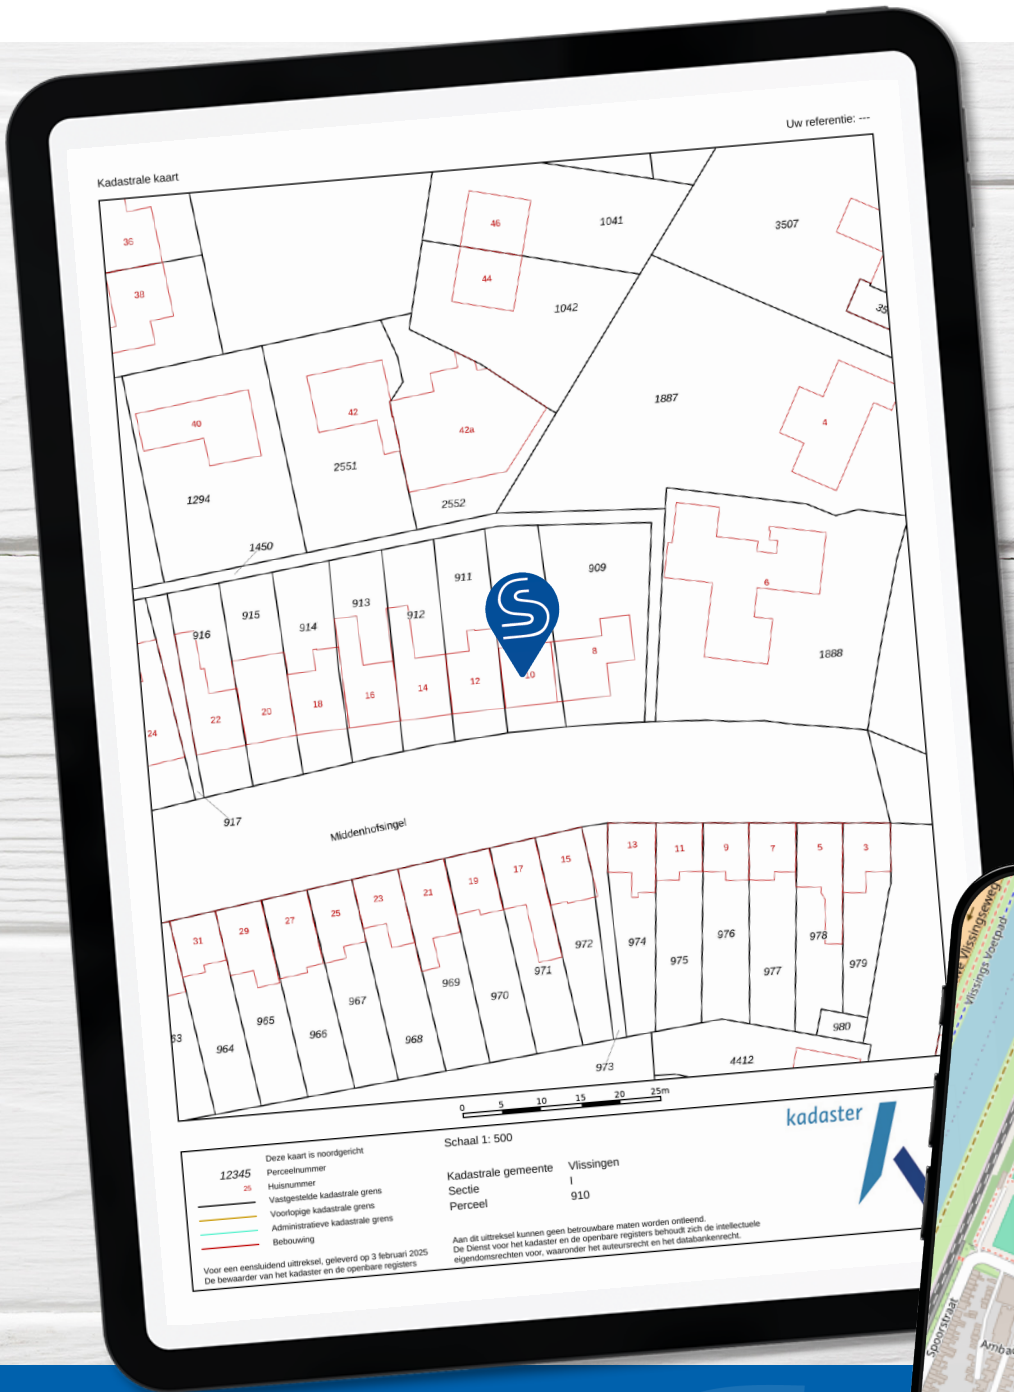 Uw referentie: ---
Kadastrale kaart
36
38
46
44
1041
1042
3507
40
42
42a
1887
4
1294
2551
2552
1450
6
1888
916
915
914
913
912
911
909
24
22
20
18
16
14
12
10
8
917
Middenhofsingel
31
29
27
25
23
21
19
17
15
13
11
9
7
5
3
964
965
966
967
968
969
970
971
972
973
974
975
976
977
978
979
980
4412
0 5 10 15 20 25m
Schaal 1: 500
kadaster
Deze kaart is noordgericht
12345 Perceelnummer
25 Huisnummer
Vastgestelde kadastrale grens
Voorlopige kadastrale grens
Administratieve kadastrale grens
Bebouwing
Voor een eensluidend uittreksel, geleverd op 3 februari 2025
De bewaarder van het kadaster en de openbare registers
Kadastrale gemeente Vlissingen
Sectie I
Perceel 910
Aan dit uittreksel kunnen geen betrouwbare maten worden ontleend.
De Dienst voor het kadaster en de openbare registers behoudt zich de intellectuele
eigendomsrechten voor, waaronder het auteursrecht en het databankenrecht.
Vlissings Voetpad
Spoorstraat